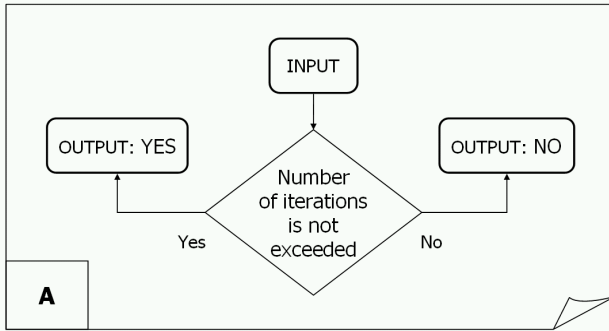 INPUT
OUTPUT: YES
OUTPUT: NO
Number
of iterations
is not
exceeded
Yes
No
A